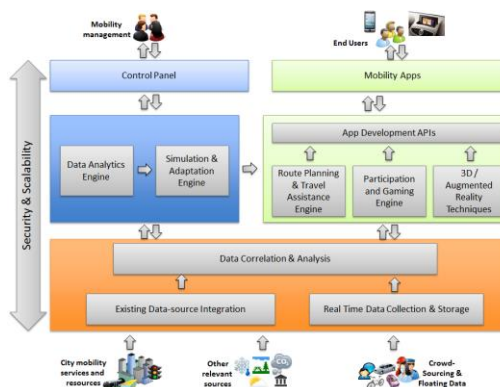 Mobility
management
End Users
Control Panel
Mobility Apps
Security & Scalability
App Development APIs
Data Analytics
Engine
Simulation &
Adaptation
Engine
Route Planning
& Travel
Assistance
Engine
Participation
and Gaming
Engine
3D /
Augmented
Reality
Techniques
Data Correlation & Analysis
Existing Data-source Integration
Real Time Data Collection & Storage
City mobility
services and
resources
Other
relevant
sources
CO2
Crowd-
Sourcing &
Floating Data